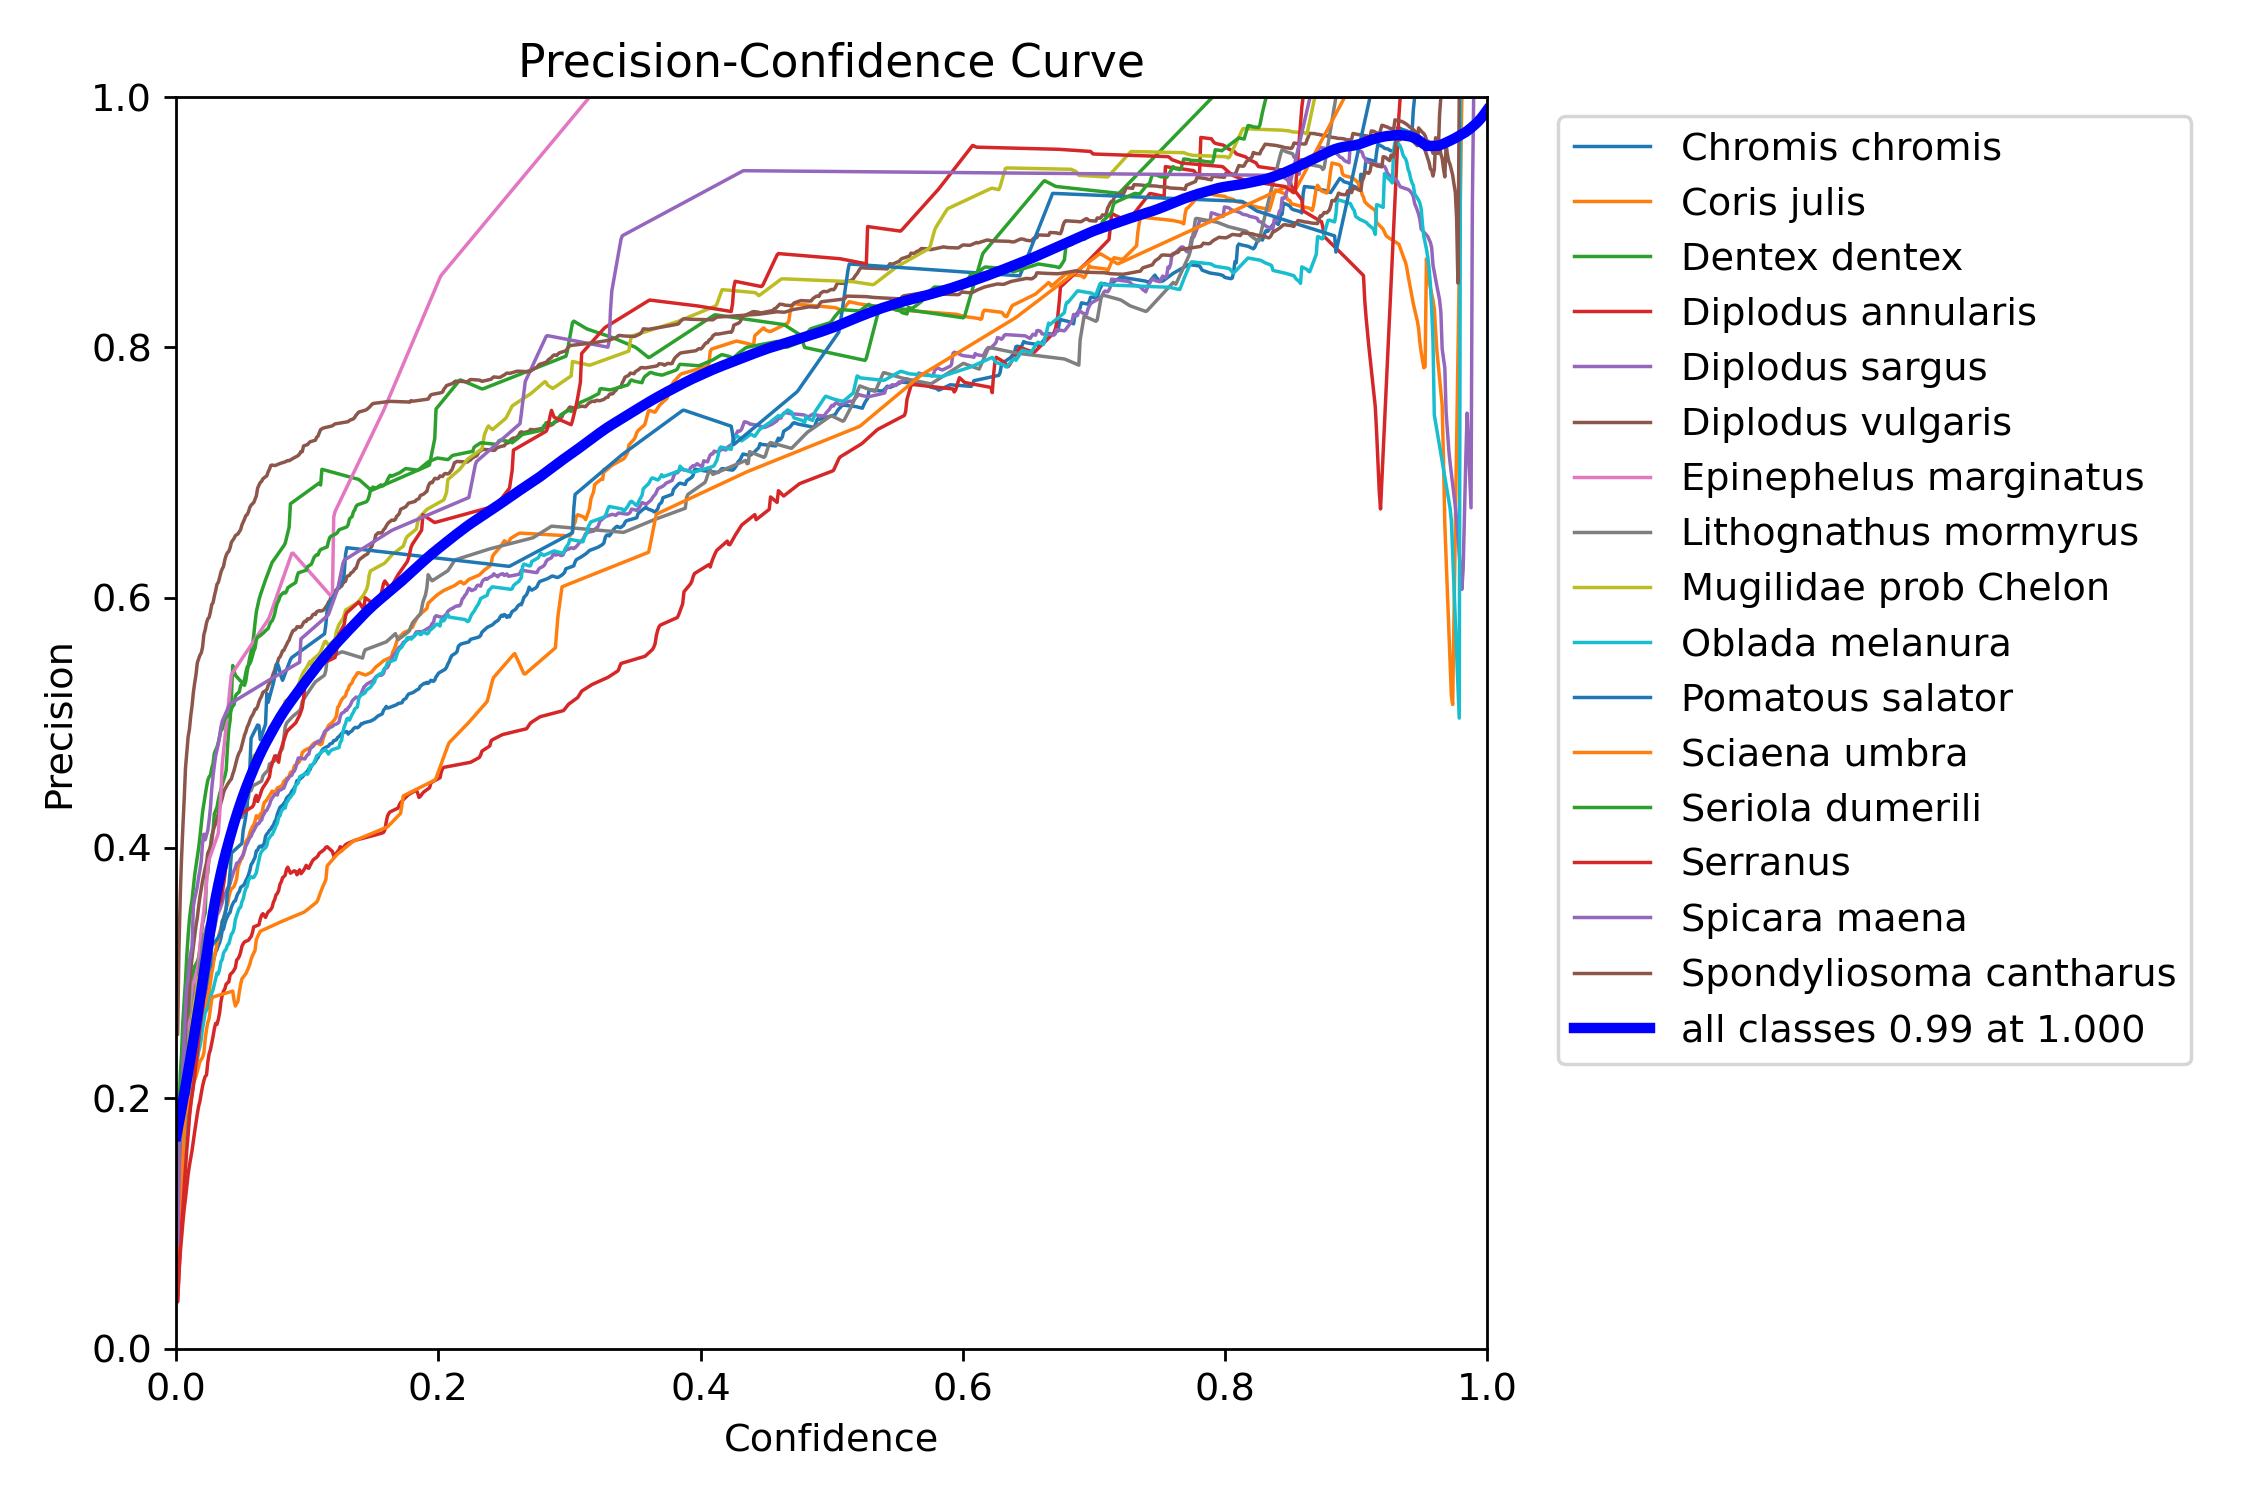 Precision-Confidence Curve
1.0
0.8
0.6
0.4
0.2
0.0
Precision
0.0 0.2 0.4 0.6 0.8 1.0
Confidence
Chromis chromis
Coris julis
Dentex dentex
Diplodus annularis
Diplodus sargus
Diplodus vulgaris
Epinephelus marginatus
Lithognathus mormyrus
Mugilidae prob Chelon
Oblada melanura
Pomatous salator
Sciaena umbra
Seriola dumerili
Serranus
Spicara maena
Spondyliosoma cantharus
all classes 0.99 at 1.000